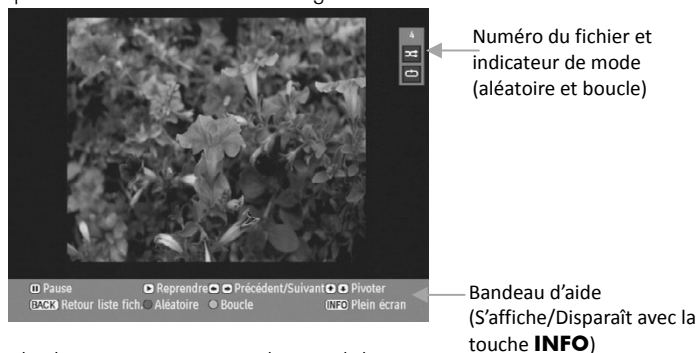 4
Numéro du fichier et
indicateur de mode
(aléatoire et boucle)
Pause Reprendre Précédent/Suivant Pivoter
BACK Retour liste fich. Aléatoire Boucle INFO Plein écran
Bandeau d’aide
(S’affiche/Disparaît avec la
touche INFO)